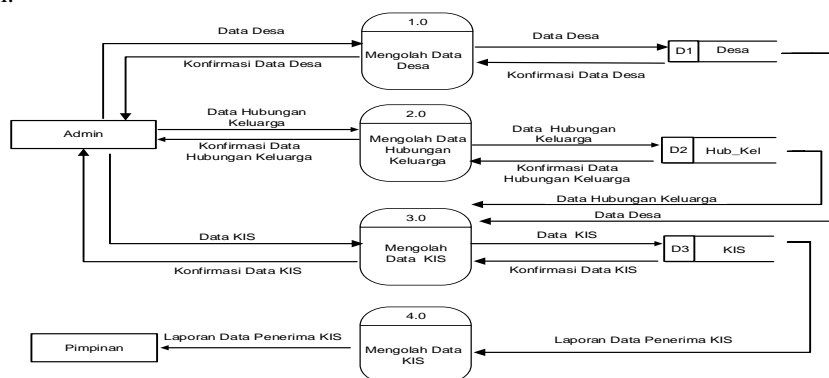 1.0
Data Desa
Data Desa
Mengolah Data
Desa
D1 Desa
Konfirmasi Data Desa
Konfirmasi Data Desa
2.0
Data Hubungan
Keluarga
Admin
Mengolah Data
Hubungan
Keluarga
Data Hubungan
Keluarga
D2 Hub_Kel
Konfirmasi Data
Hubungan Keluarga
Konfirmasi Data
Hubungan Keluarga
Data Hubungan Keluarga
3.0
Data Desa
Data KIS
Mengolah
Data KIS
Data KIS
D3 KIS
Konfirmasi Data KIS
Konfirmasi Data KIS
4.0
Pimpinan
Laporan Data Penerima KIS
Mengolah Data
KIS
Laporan Data Penerima KIS